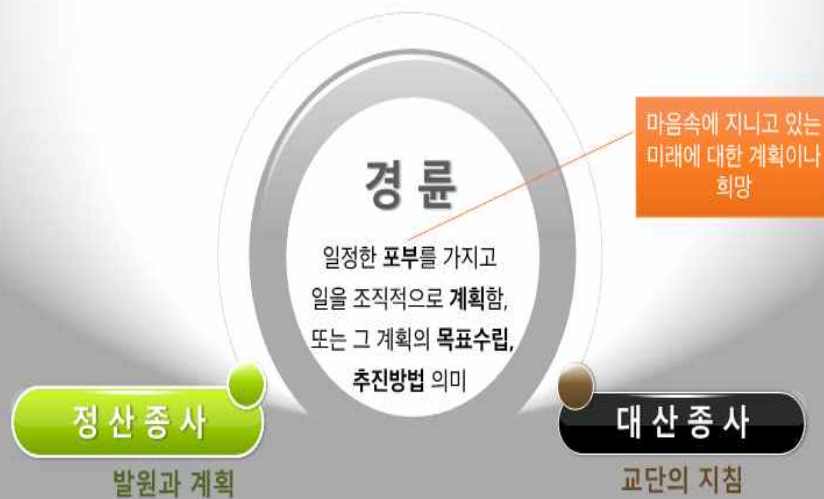 마음속에 지니고 있는
미래에 대한 계획이나
희망
경륜
일정한 포부를 가지고
일을 조직적으로 계획함,
또는 그 계획의 목표수립,
추진방법 의미
정산종사
대산종사
발원과 계획
교단의 지침